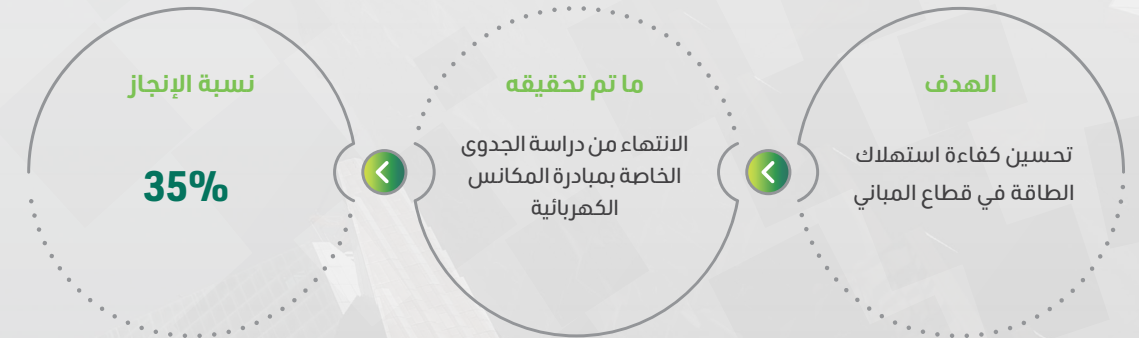 الهدف
تحسين كفاءة استهلاك
الطاقة في قطاع المباني
ما تم تحقيقه
الانتهاء من دراسة الجدوى
الخاصة بمبادرة المكانس
الكهربائية
نسبة الإنجاز
35%